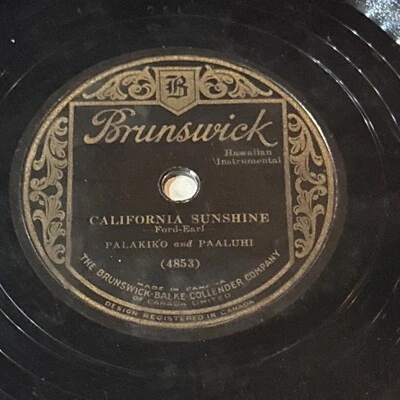 B
Brunswick
Hawaiian
Instrumental
CALIFORNIA SUNSHINE
Ford-Earl
PALAKIKO and PAALUHI
(4853)
MADE IN CANADA
THE BRUNSWICK-BALKE-COLLENDER COMPANY
OF CANADA LIMITED
DESIGN REGISTERED IN CANADA